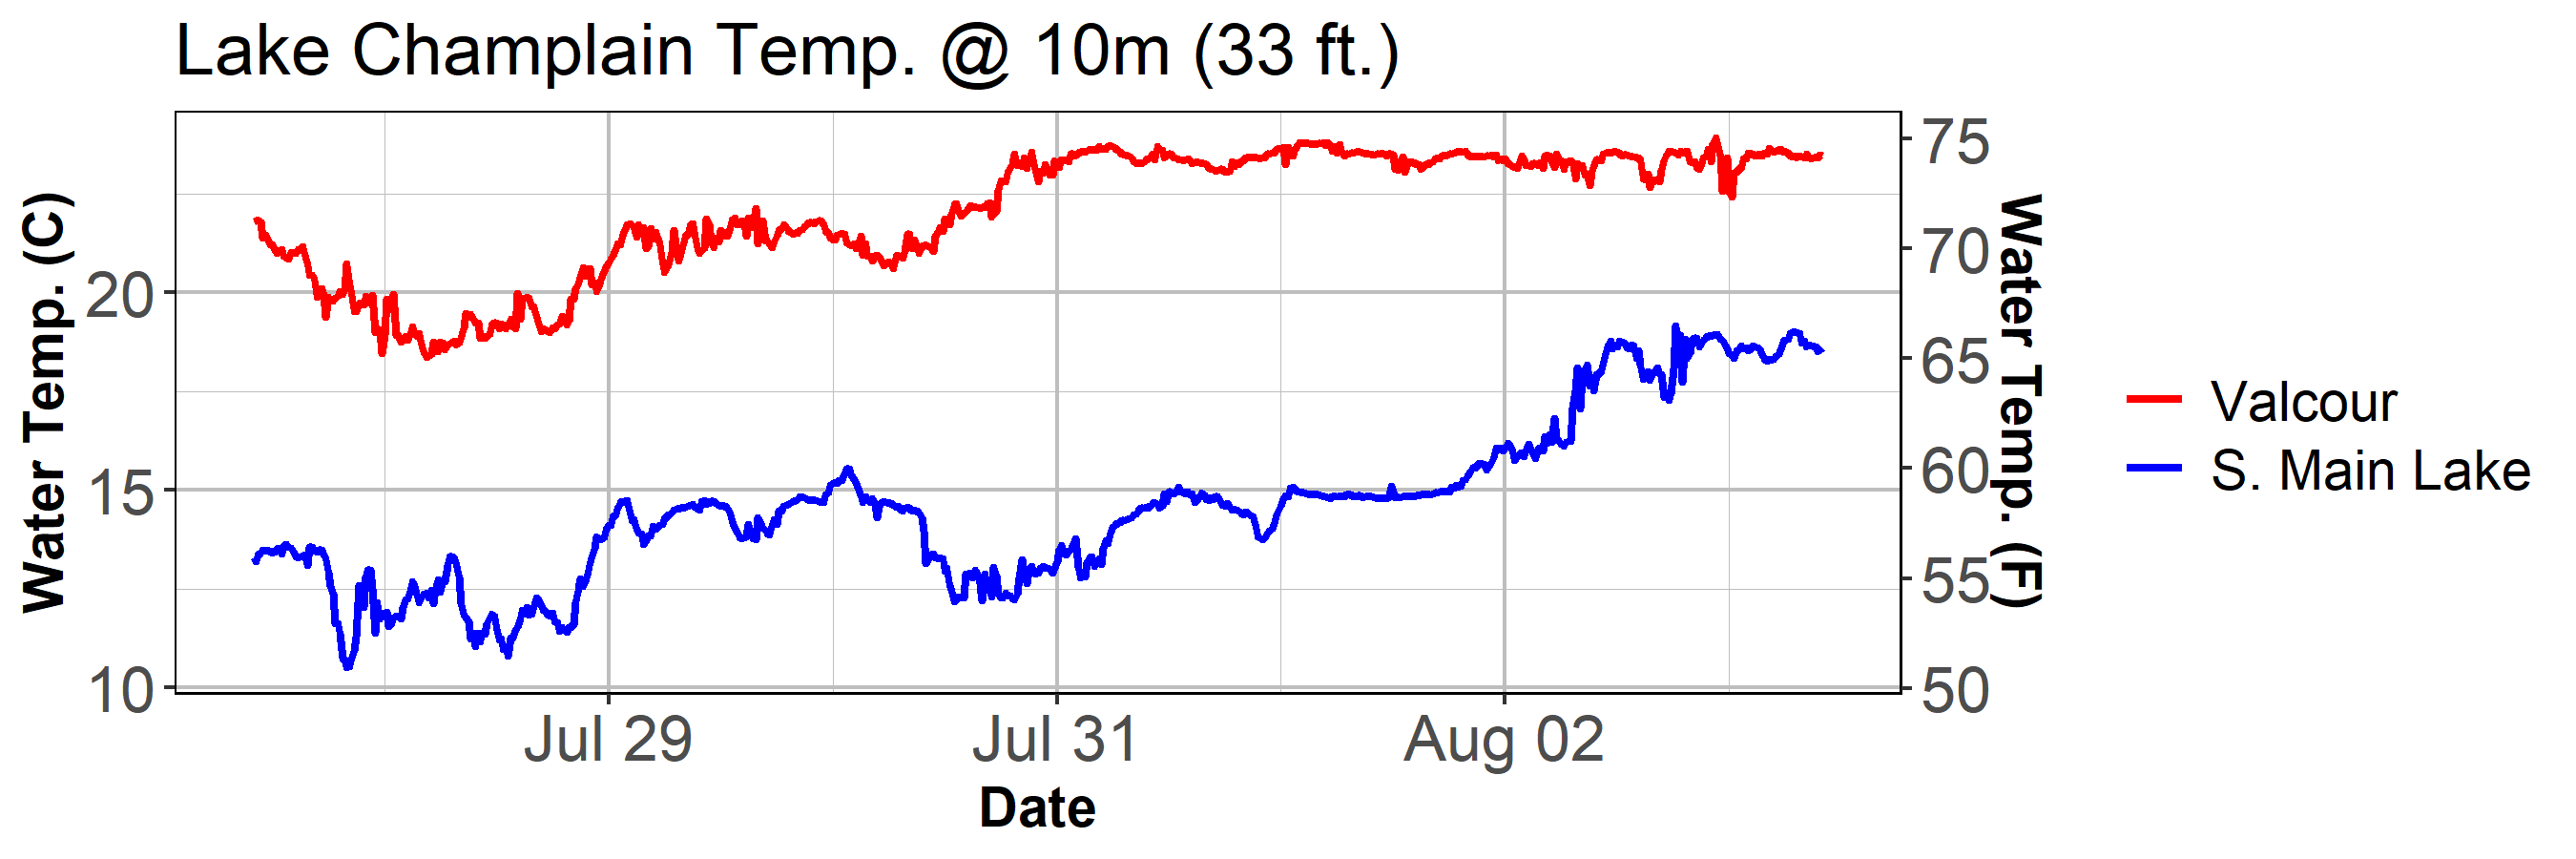 Lake Champlain Temp. @ 10m (33 ft.)
Water Temp. (C)
20
15
10
75
70
65
60
55
50
Water Temp. (F)
Jul 29
Jul 31
Aug 02
Date
Valcour
S. Main Lake